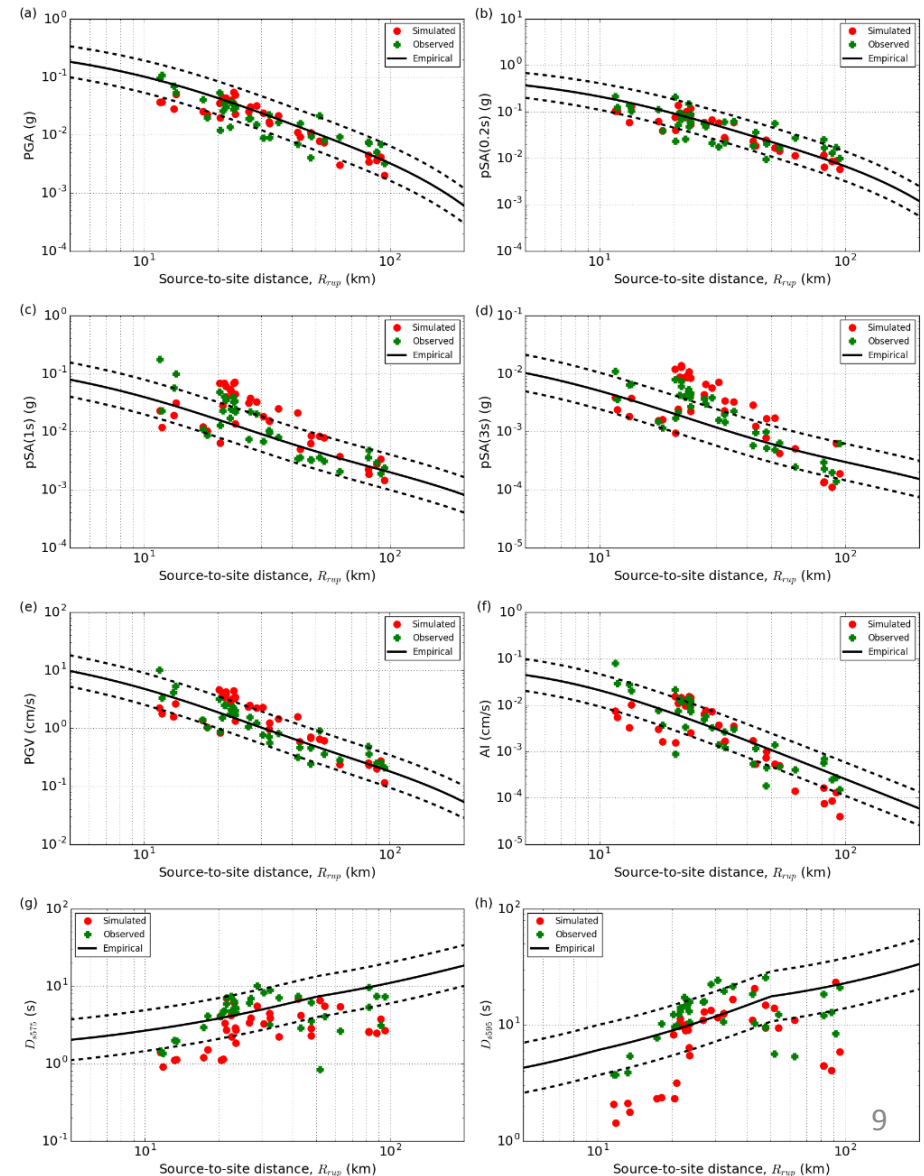 (a)
10^0
10^-1
10^-2
10^-3
10^-4
PGA (g)
Simulated
Observed
Empirical
10^1
10^2
Source-to-site distance, R_rup (km)
(b)
10^1
10^0
10^-1
10^-2
10^-3
10^-4
pSA(0.2s) (g)
Simulated
Observed
Empirical
10^1
10^2
Source-to-site distance, R_rup (km)
(c)
10^0
10^-1
10^-2
10^-3
10^-4
pSA(1s) (g)
Simulated
Observed
Empirical
10^1
10^2
Source-to-site distance, R_rup (km)
(d)
10^-1
10^-2
10^-3
10^-4
10^-5
pSA(3s) (g)
Simulated
Observed
Empirical
10^1
10^2
Source-to-site distance, R_rup (km)
(e)
10^2
10^1
10^0
10^-1
10^-2
PGV (cm/s)
Simulated
Observed
Empirical
10^1
10^2
Source-to-site distance, R_rup (km)
(f)
10^0
10^-1
10^-2
10^-3
10^-4
10^-5
AI (cm/s)
Simulated
Observed
Empirical
10^1
10^2
Source-to-site distance, R_rup (km)
(g)
10^2
10^1
10^0
10^-1
D_s575 (s)
Simulated
Observed
Empirical
10^1
10^2
Source-to-site distance, R_rup (km)
(h)
10^2
10^1
10^0
D_s595 (s)
Simulated
Observed
Empirical
10^1
10^2
Source-to-site distance, R_rup (km)
9